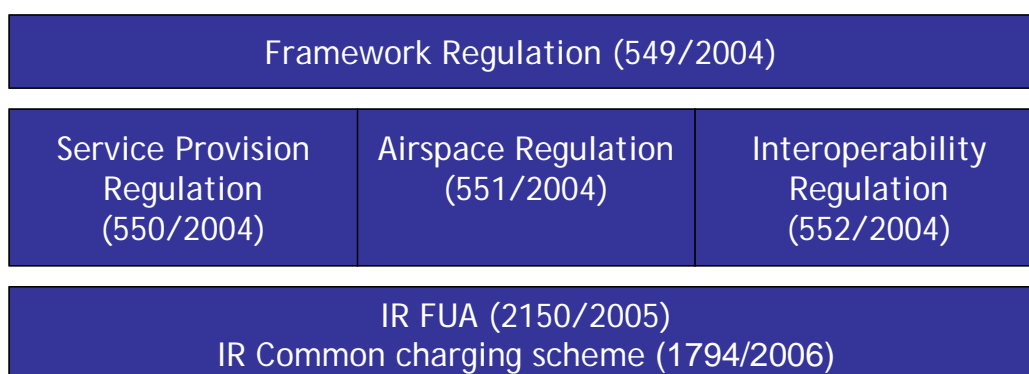 Framework Regulation (549/2004)
Service Provision
Regulation
(550/2004)
Airspace Regulation
(551/2004)
Interoperability
Regulation
(552/2004)
IR FUA (2150/2005)
IR Common charging scheme (1794/2006)